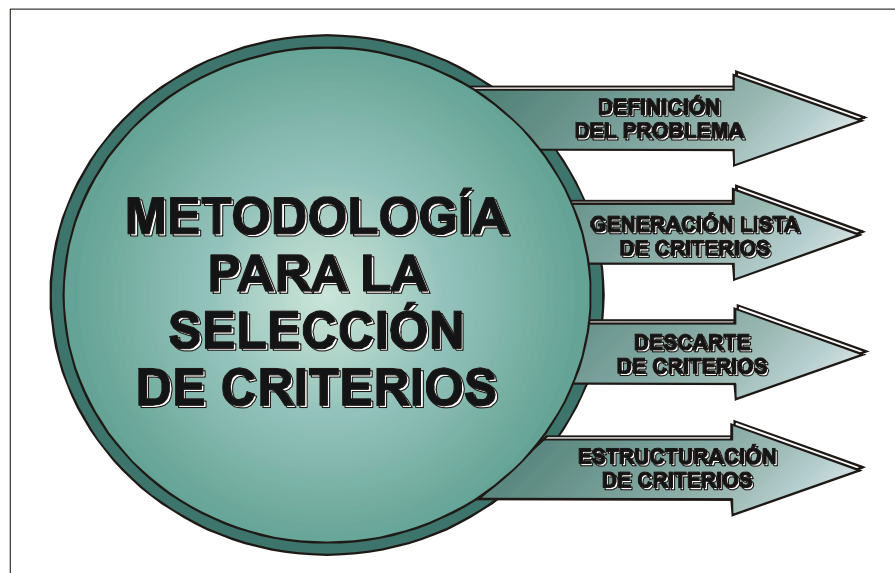 METODOLOGÍA
PARA LA
SELECCIÓN
DE CRITERIOS
DEFINICIÓN
DEL PROBLEMA
GENERACIÓN LISTA
DE CRITERIOS
DESCARTE
DE CRITERIOS
ESTRUCTURACIÓN
DE CRITERIOS